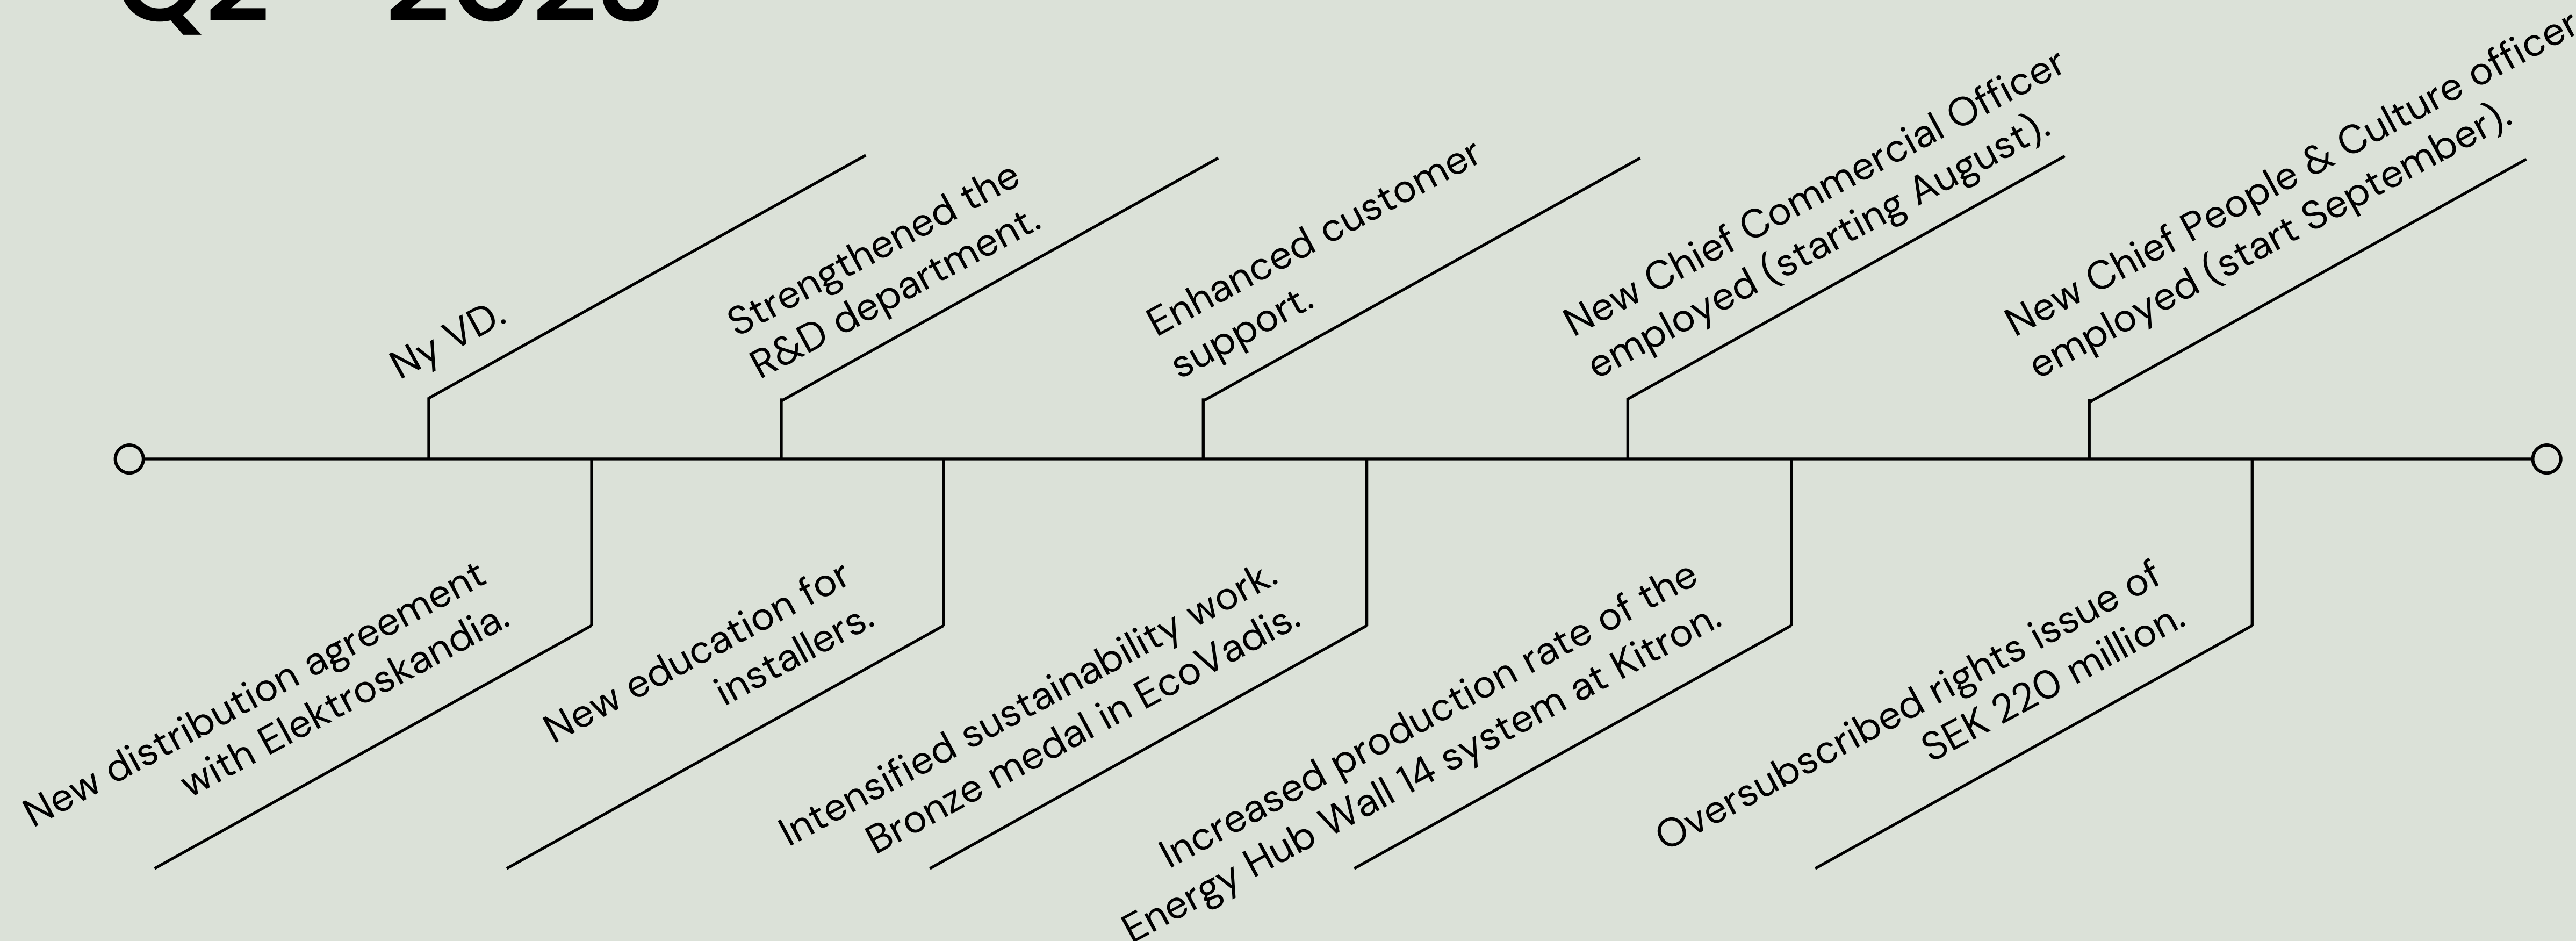 Q2 - 2023
Ny VD.
Strengthened the
R&D department.
Enhanced customer
support.
New Chief Commercial Officer
employed (starting August).
New Chief People & Culture officer
employed (start September).
New distribution agreement
with Elektroskandia.
New education for
installers.
Intensified sustainability work.
Bronze medal in EcoVadis.
Increased production rate of the
Energy Hub Wall 14 system at Kitron.
Oversubscribed rights issue of
SEK 220 million.